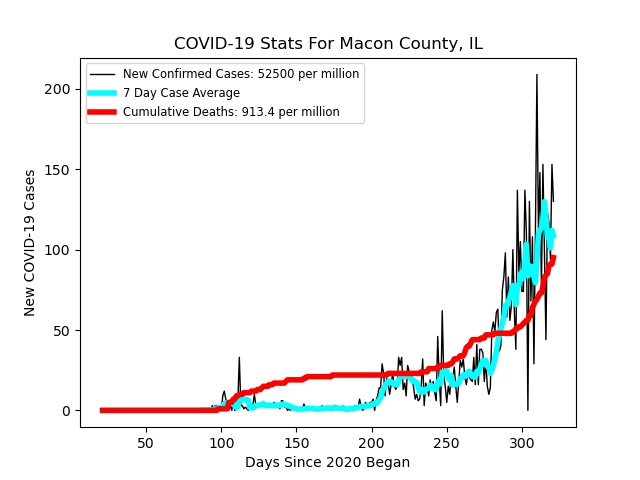 COVID-19 Stats For Macon County, IL
New Confirmed Cases: 52500 per million
7 Day Case Average
Cumulative Deaths: 913.4 per million
New COVID-19 Cases
200
150
100
50
0
50 100 150 200 250 300
Days Since 2020 Began